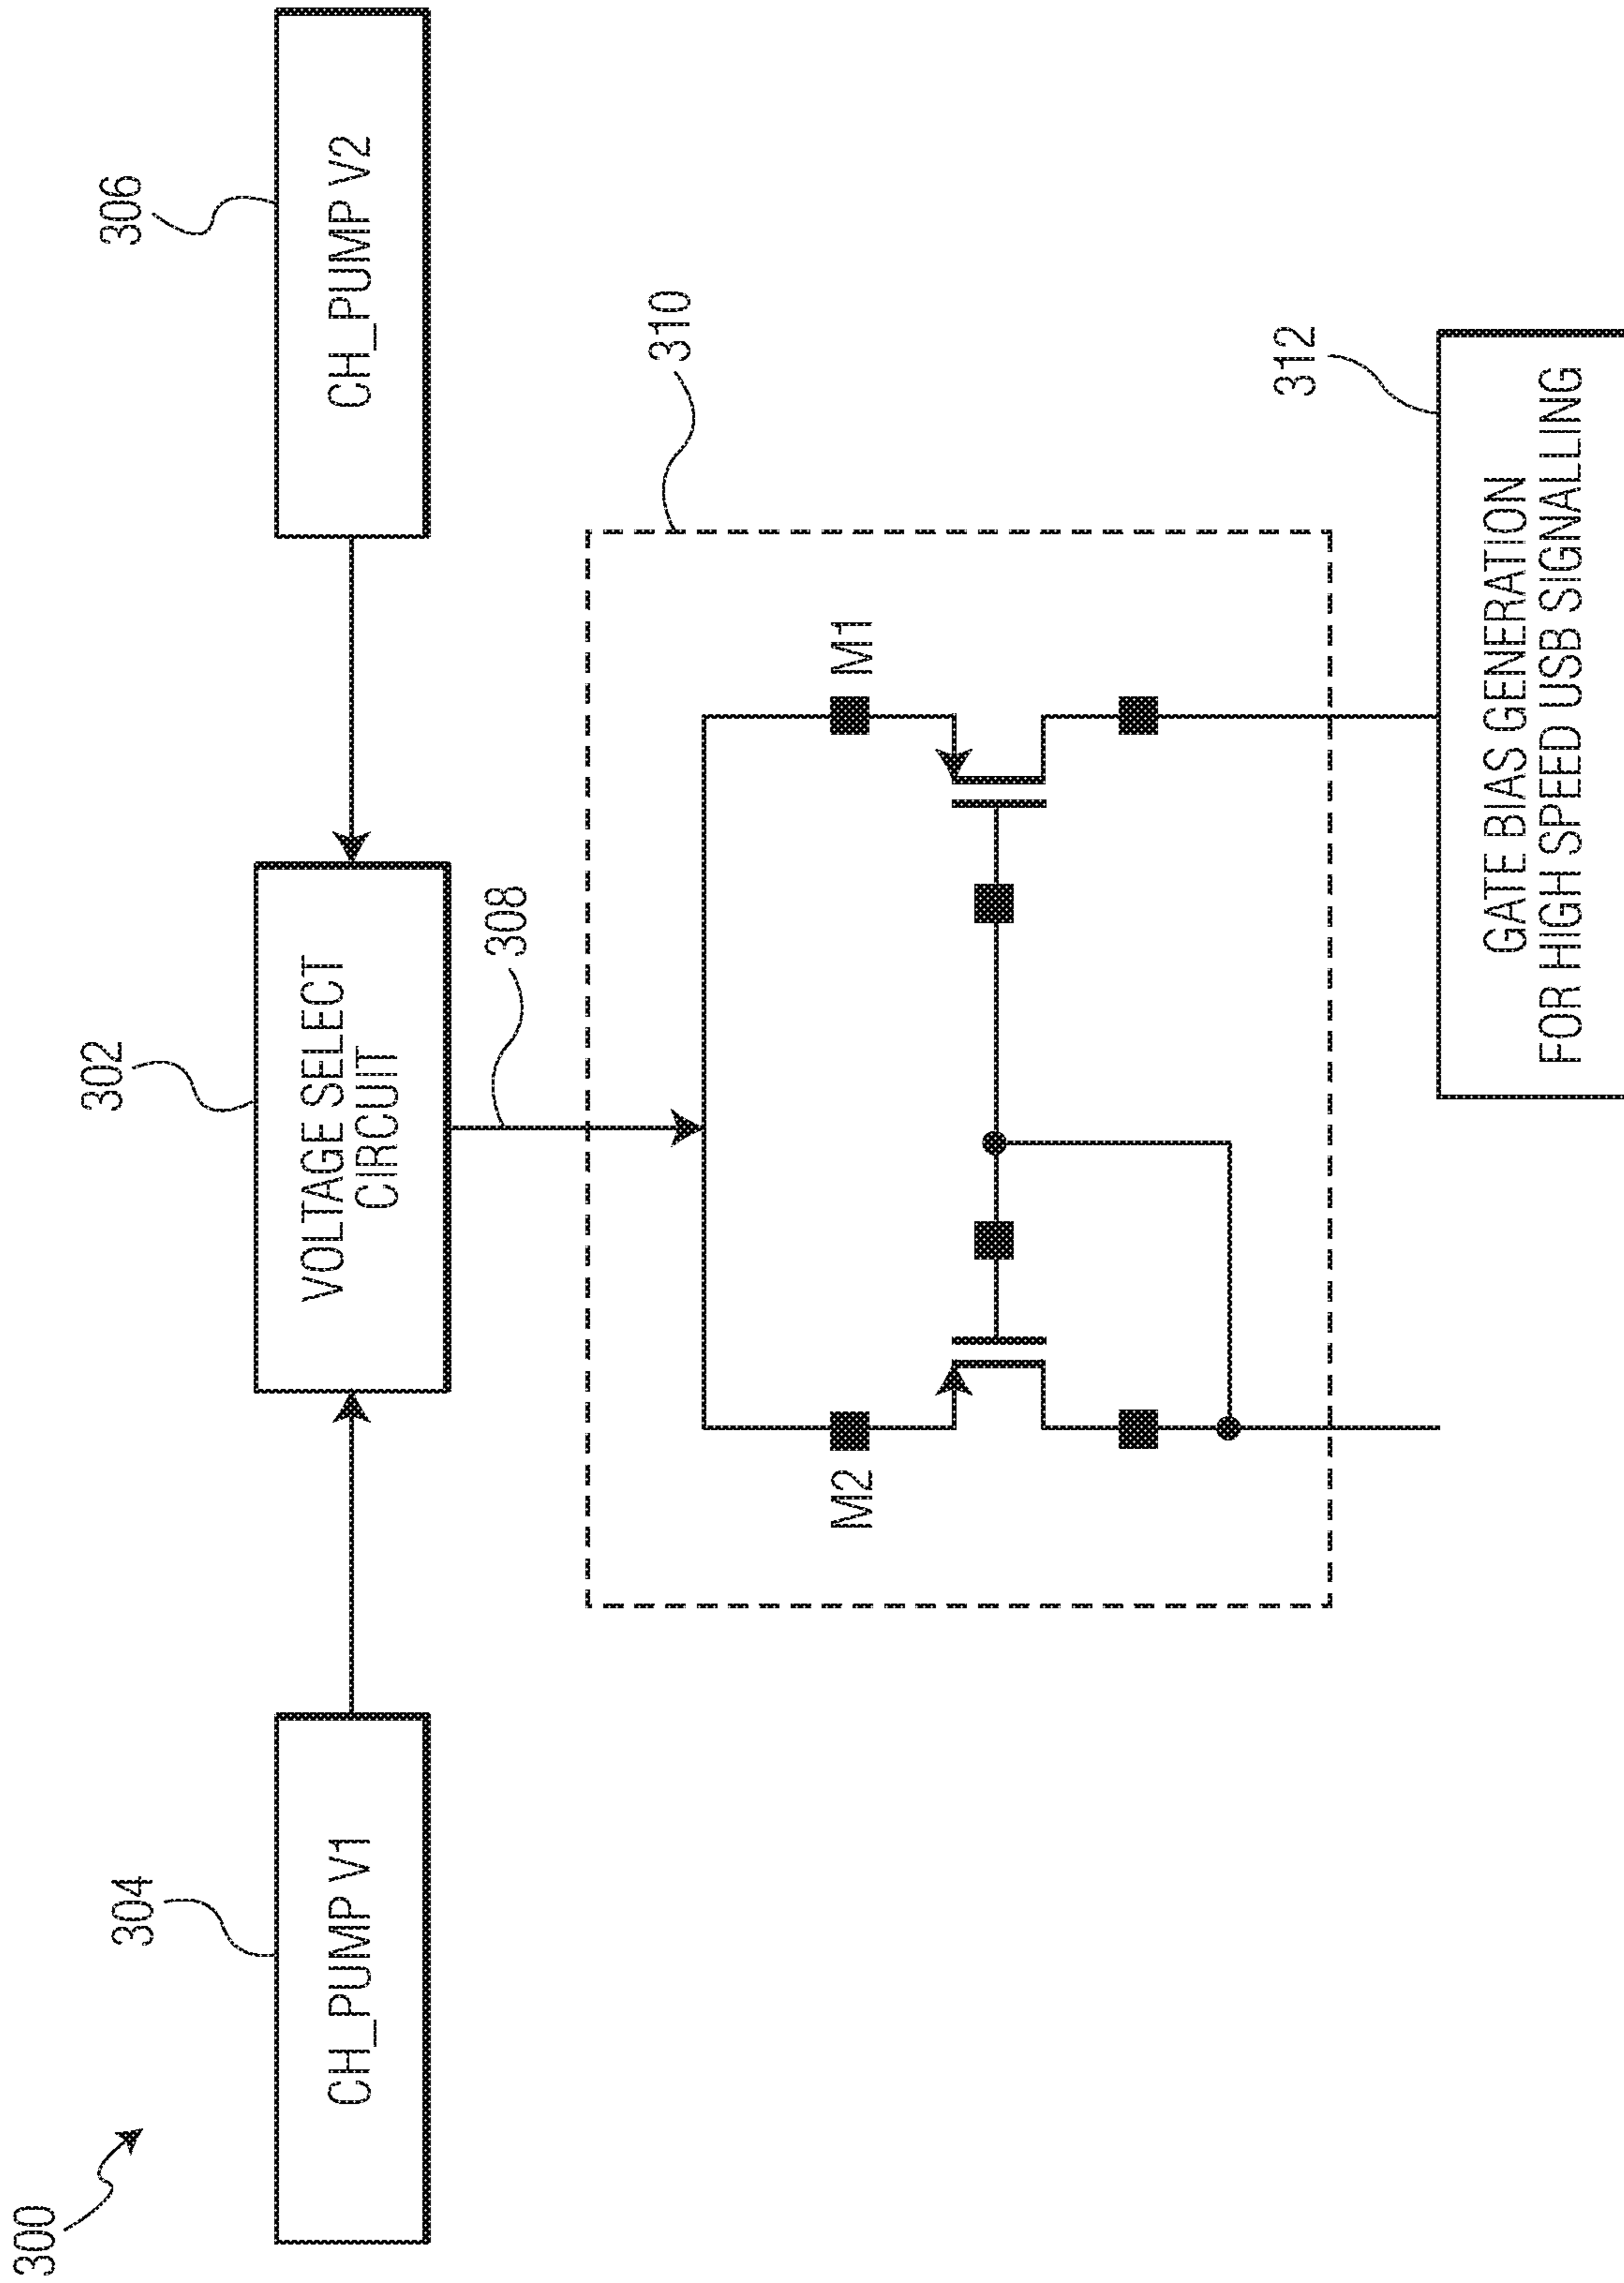 300
304
CH_PUMP V1
302
VOLTAGE SELECT
CIRCUIT
306
CH_PUMP V2
308
310
M2
M1
312
GATE BIAS GENERATION
FOR HIGH SPEED USB SIGNALLING